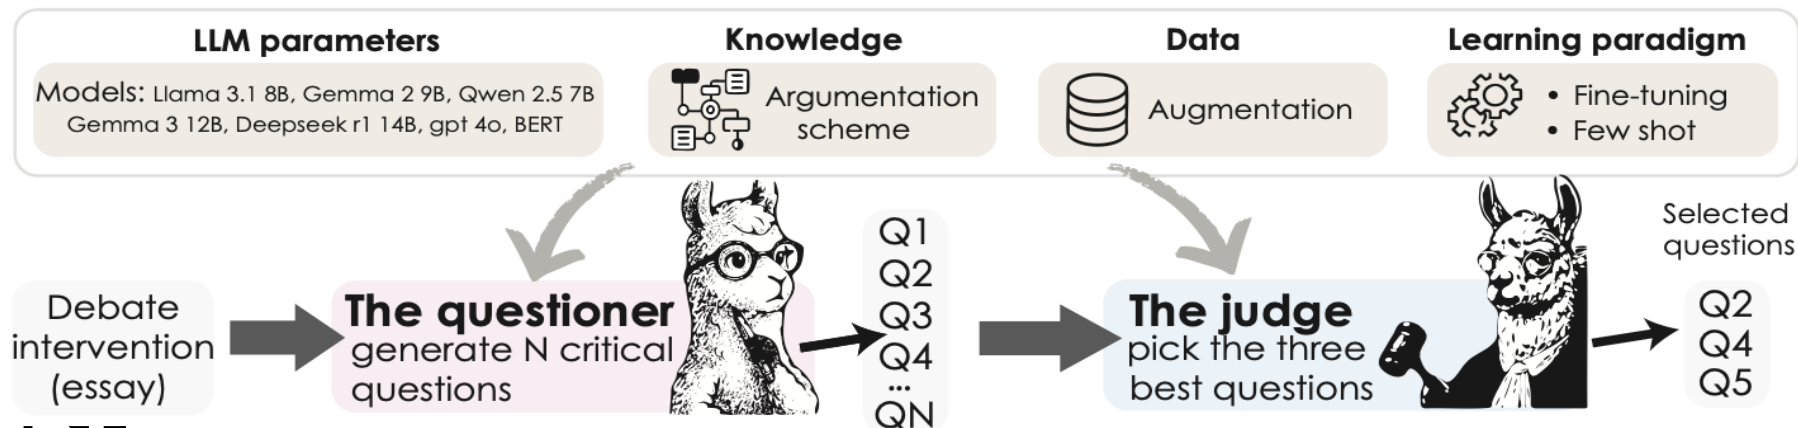 LLM parameters
Models: Llama 3.1 8B, Gemma 2 9B, Qwen 2.5 7B
Gemma 3 12B, Deepseek r1 14B, gpt 4o, BERT
Knowledge
Argumentation
scheme
Data
Augmentation
Learning paradigm
• Fine-tuning
• Few shot
Debate
intervention
(essay)
The questioner
generate N critical
questions
Q1
Q2
Q3
Q4
...
QN
The judge
pick the three
best questions
Selected
questions
Q2
Q4
Q5